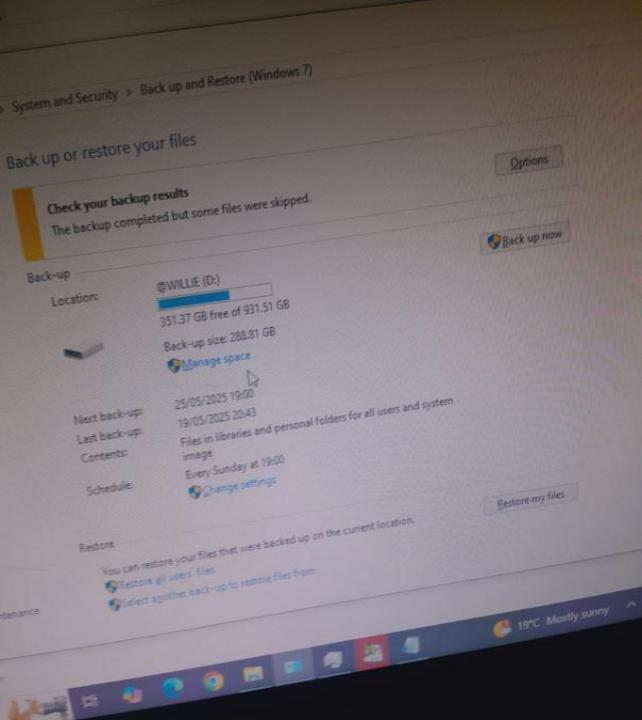 System and Security > Back up and Restore (Windows 7)
Back up or restore your files
Check your backup results
The backup completed but some files were skipped.
Options
Back-up
Back up now
Location:
@WILLIE (D:)
351.37 GB free of 931.51 GB
Back-up size: 288.81 GB
Manage space
Next back-up:
25/05/2025 19:00
Last back-up:
19/05/2025 20:43
Contents:
Files in libraries and personal folders for all users and system
image
Schedule:
Every Sunday at 19:00
Change settings
Restore
You can restore your files that were backed up on the current location.
Restore my files
Restore all users' files
Select another back-up to restore files from
tenance
19°C Mostly sunny